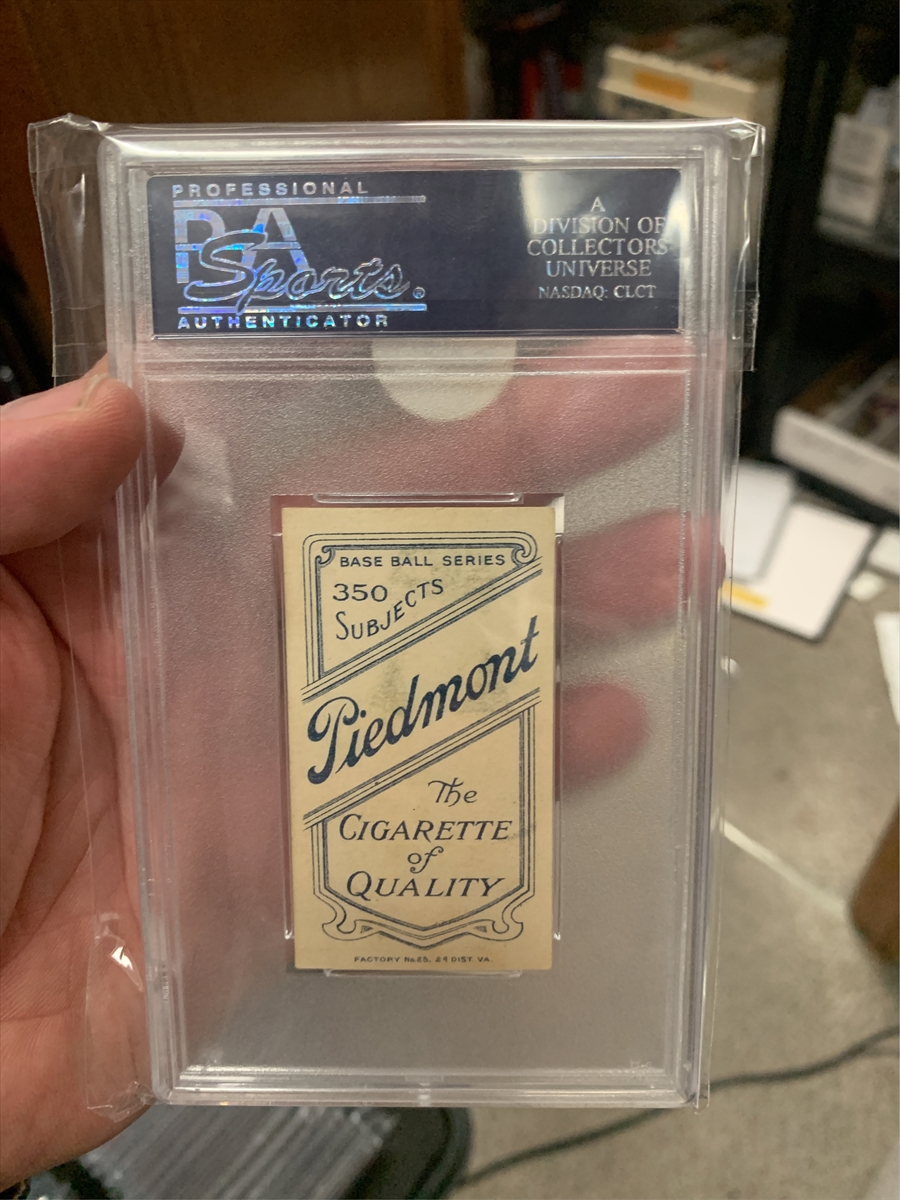 PROFESSIONAL
PSA
Sports®
AUTHENTICATOR
A
DIVISION OF
COLLECTORS
UNIVERSE
NASDAQ: CLCT
BASE BALL SERIES
350
SUBJECTS
Piedmont
The
CIGARETTE
of
QUALITY
FACTORY No.25, 2d DIST. VA.